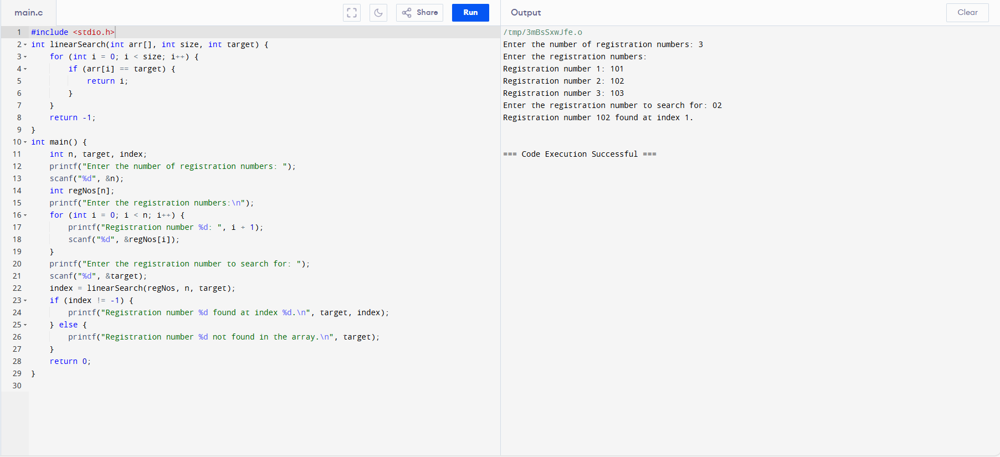 main.c
Share
Run
1 #include <stdio.h>
2 int linearSearch(int arr[], int size, int target) {
3     for (int i = 0; i < size; i++) {
4         if (arr[i] == target) {
5             return i;
6         }
7     }
8     return -1;
9 }
10 int main() {
11     int n, target, index;
12     printf("Enter the number of registration numbers: ");
13     scanf("%d", &n);
14     int regNos[n];
15     printf("Enter the registration numbers:\n");
16     for (int i = 0; i < n; i++) {
17         printf("Registration number %d: ", i + 1);
18         scanf("%d", &regNos[i]);
19     }
20     printf("Enter the registration number to search for: ");
21     scanf("%d", &target);
22     index = linearSearch(regNos, n, target);
23     if (index != -1) {
24         printf("Registration number %d found at index %d.\n", target, index);
25     } else {
26         printf("Registration number %d not found in the array.\n", target);
27     }
28     return 0;
29 }
30
Output
Clear
/tmp/3mBsSxwJfe.o
Enter the number of registration numbers: 3
Enter the registration numbers:
Registration number 1: 101
Registration number 2: 102
Registration number 3: 103
Enter the registration number to search for: 02
Registration number 102 found at index 1.
=== Code Execution Successful ===